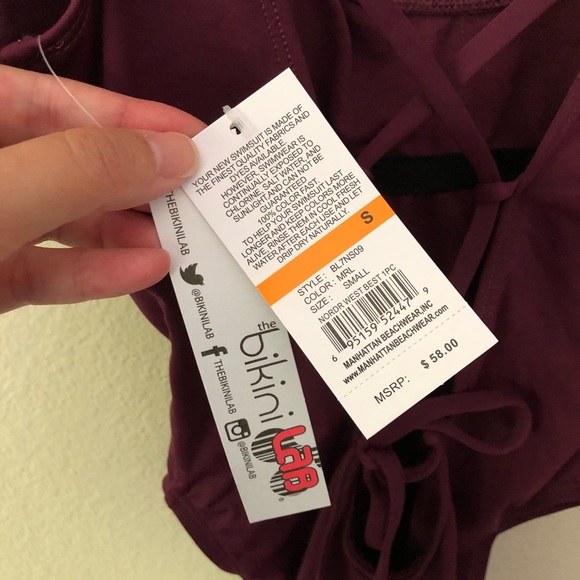 YOUR NEW SWIMSUIT IS MADE OF
THE FINEST QUALITY FABRICS AND
DYES AVAILABLE
HOWEVER, SWIMWEAR IS
CONTINUALLY EXPOSED TO
CHLORINE SALT WATER, AND
SUNLIGHT AND CAN NOT BE
GUARANTEED
100% COLOR FAST.
TO HELP YOUR SWIMSUIT LAST
LONGER AND KEEP COLORS MORE
ALIVE, RINSE THEM IN COOL FRESH
WATER AFTER EACH USE AND LET
DRIP DRY NATURALLY.
S
STYLE: BL7NS09
COLOR: MRL
SIZE: SMALL
NORDR WEST BEST 1PC
6 95159 52447 9
MANHATTAN BEACHWEAR, INC
www.MANHATTANBEACHWEAR.COM
MSRP: $ 58.00
THEBIKINILAB
@BIKINILAB
THEBIKINILAB
@BIKINILAB
the
bikini
LAB
®